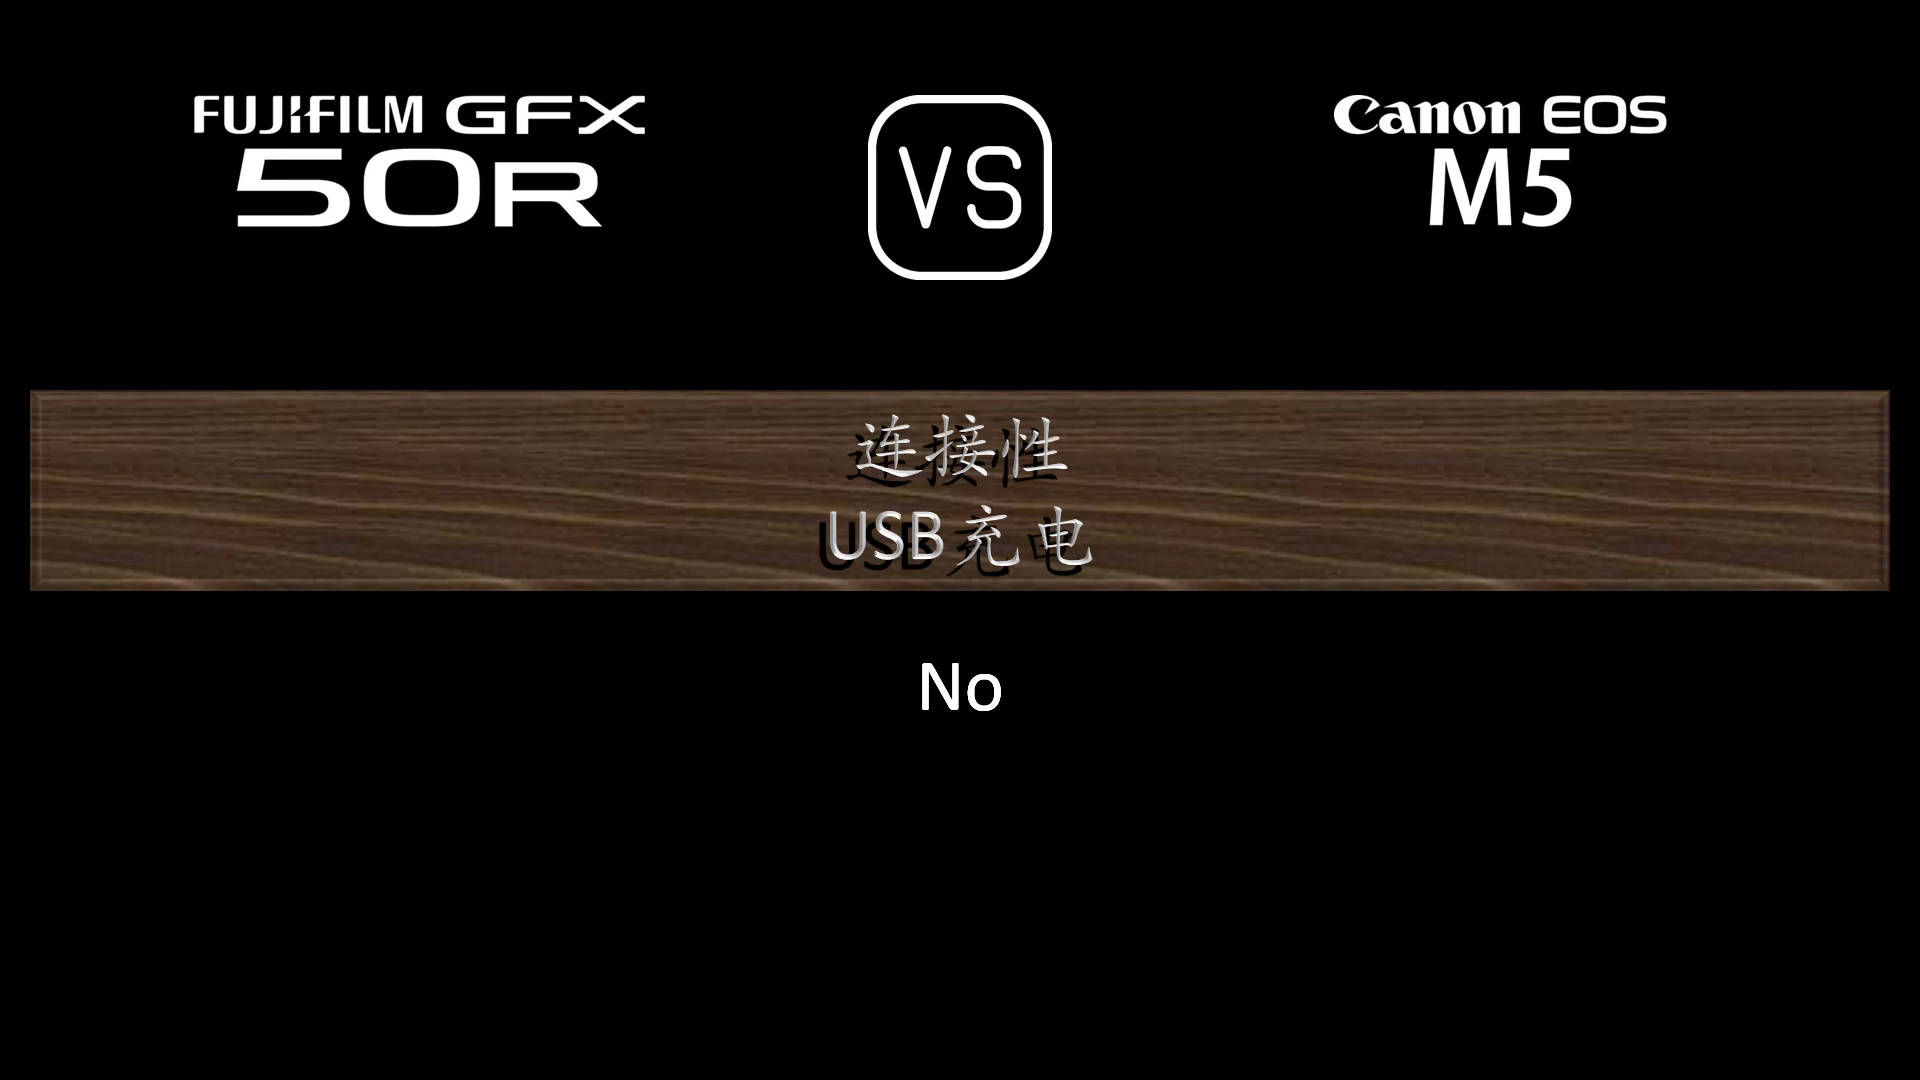 FUJIFILM GFX
50R
VS
Canon EOS
M5
连接性
USB 充电
No